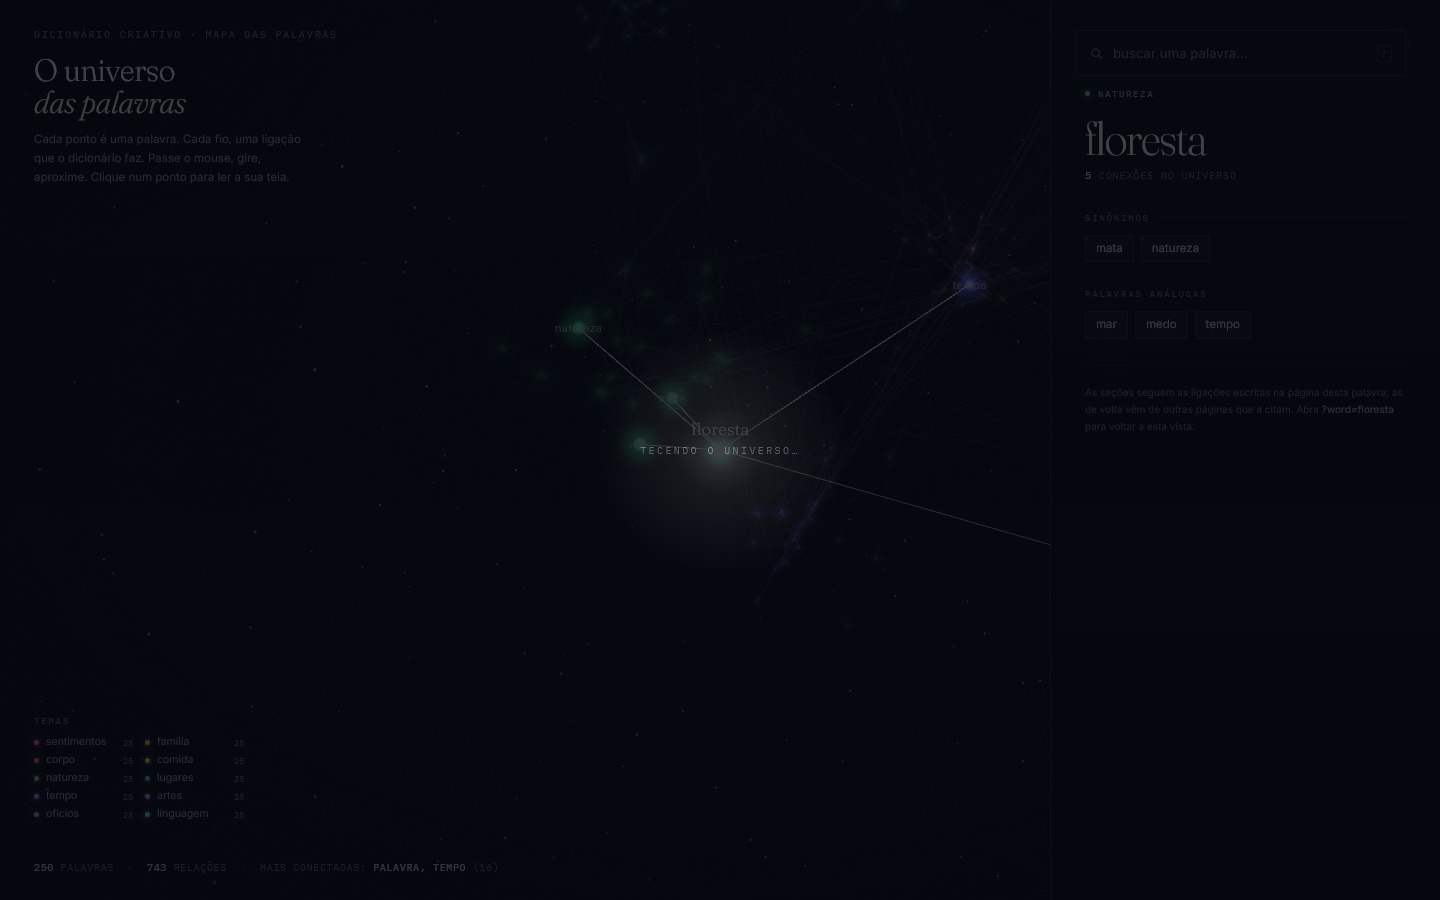 DICIONÁRIO CRIATIVO · MAPA DAS PALAVRAS
O universo
das palavras
Cada ponto é uma palavra. Cada fio, uma ligação
que o dicionário faz. Passe o mouse, gire,
aproxime. Clique num ponto para ler a sua teia.
buscar uma palavra...
/
NATUREZA
floresta
5 CONEXÕES NO UNIVERSO
SINÔNIMOS
mata
natureza
PALAVRAS ANÁLOGAS
mar
medo
tempo
As seções seguem as ligações escritas na página desta palavra; as
de volta vêm de outras páginas que a citam. Abra ?word=floresta
para voltar a esta vista.
tempo
natureza
floresta
TECENDO O UNIVERSO…
TEMAS
sentimentos 25 família 25
corpo 25 comida 25
natureza 25 lugares 25
tempo 25 artes 25
ofícios 25 linguagem 25
250 PALAVRAS · 743 RELAÇÕES · MAIS CONECTADAS: PALAVRA, TEMPO (16)